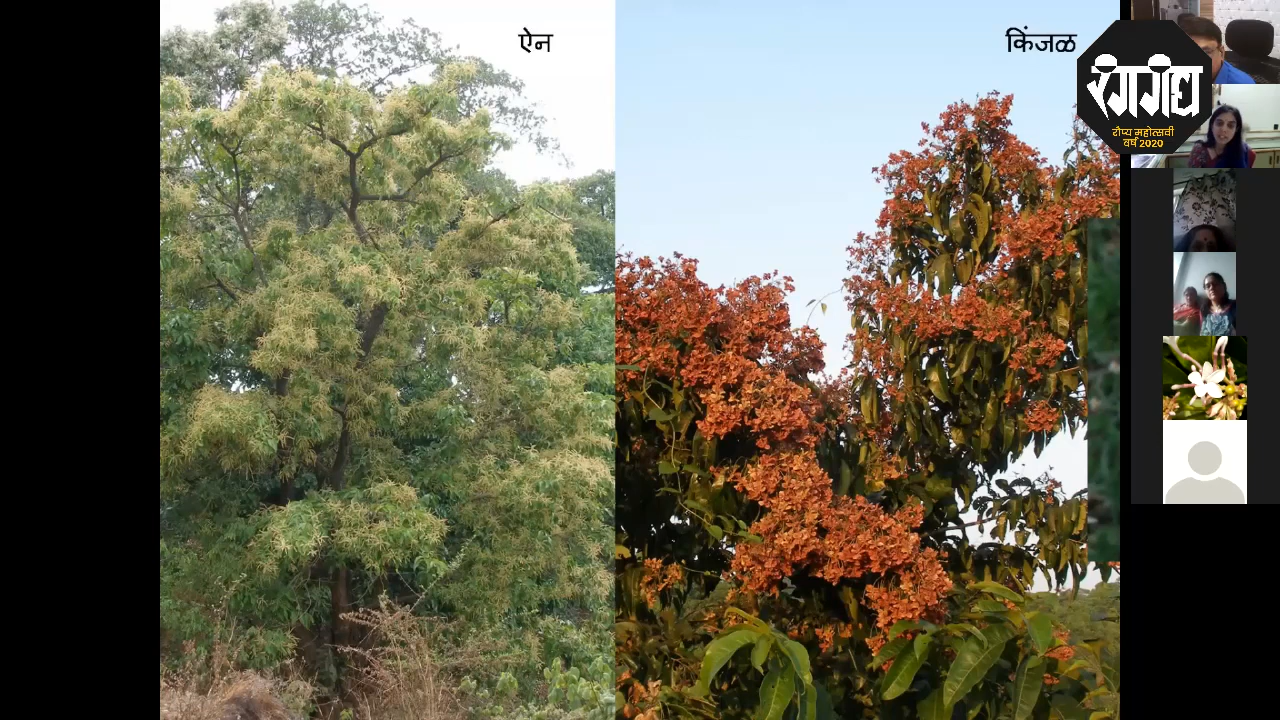 ऐन
किंजळ
रंगगंध
रौप्य महोत्सवी
वर्ष 2020